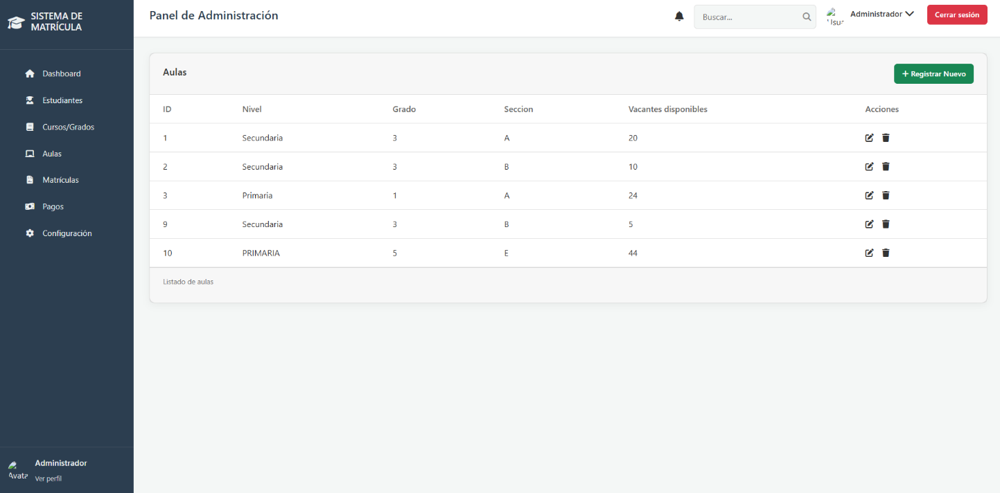 SISTEMA DE
MATRÍCULA
Dashboard
Estudiantes
Cursos/Grados
Aulas
Matrículas
Pagos
Configuración
Administrador
Avata
Ver perfil
Panel de Administración
Buscar...
Usua
Administrador
Cerrar sesión
Aulas
+ Registrar Nuevo
ID Nivel Grado Seccion Vacantes disponibles Acciones
1 Secundaria 3 A 20
2 Secundaria 3 B 10
3 Primaria 1 A 24
9 Secundaria 3 B 5
10 PRIMARIA 5 E 44
Listado de aulas